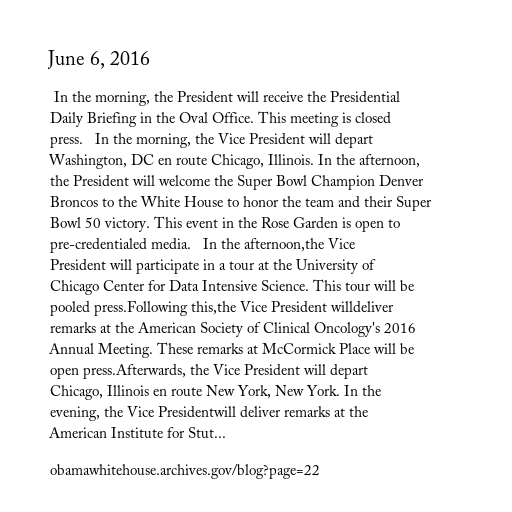 June 6, 2016
In the morning, the President will receive the Presidential
Daily Briefing in the Oval Office. This meeting is closed
press.   In the morning, the Vice President will depart
Washington, DC en route Chicago, Illinois. In the afternoon,
the President will welcome the Super Bowl Champion Denver
Broncos to the White House to honor the team and their Super
Bowl 50 victory. This event in the Rose Garden is open to
pre-credentialed media.   In the afternoon,the Vice
President will participate in a tour at the University of
Chicago Center for Data Intensive Science. This tour will be
pooled press.Following this,the Vice President willdeliver
remarks at the American Society of Clinical Oncology's 2016
Annual Meeting. These remarks at McCormick Place will be
open press.Afterwards, the Vice President will depart
Chicago, Illinois en route New York, New York. In the
evening, the Vice Presidentwill deliver remarks at the
American Institute for Stut...
obamawhitehouse.archives.gov/blog?page=22